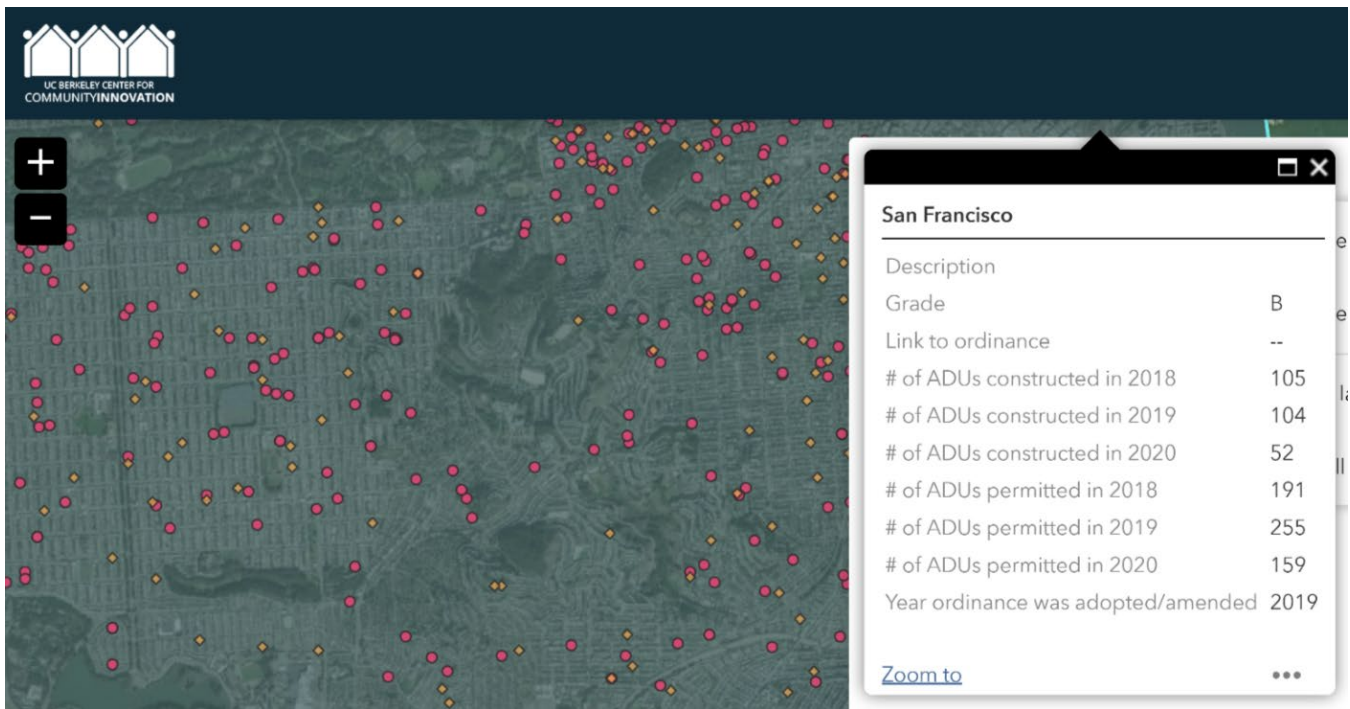 UC BERKELEY CENTER FOR
COMMUNITYINNOVATION
+
−
San Francisco
Description
Grade B
Link to ordinance --
# of ADUs constructed in 2018 105
# of ADUs constructed in 2019 104
# of ADUs constructed in 2020 52
# of ADUs permitted in 2018 191
# of ADUs permitted in 2019 255
# of ADUs permitted in 2020 159
Year ordinance was adopted/amended 2019
Zoom to